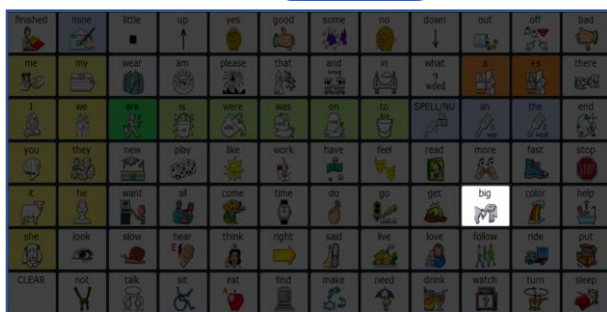 finished mine little up yes good some no down out off bad
me my wear am please that and in what a +s there
word
I we are is were was on to SPELL/NU an the end
you they new play like work have feel read more fast stop
it he want all come time do go get big color help
she look slow hear think right said live love follow ride put
CLEAR not talk sit eat find make need drink watch turn sleep